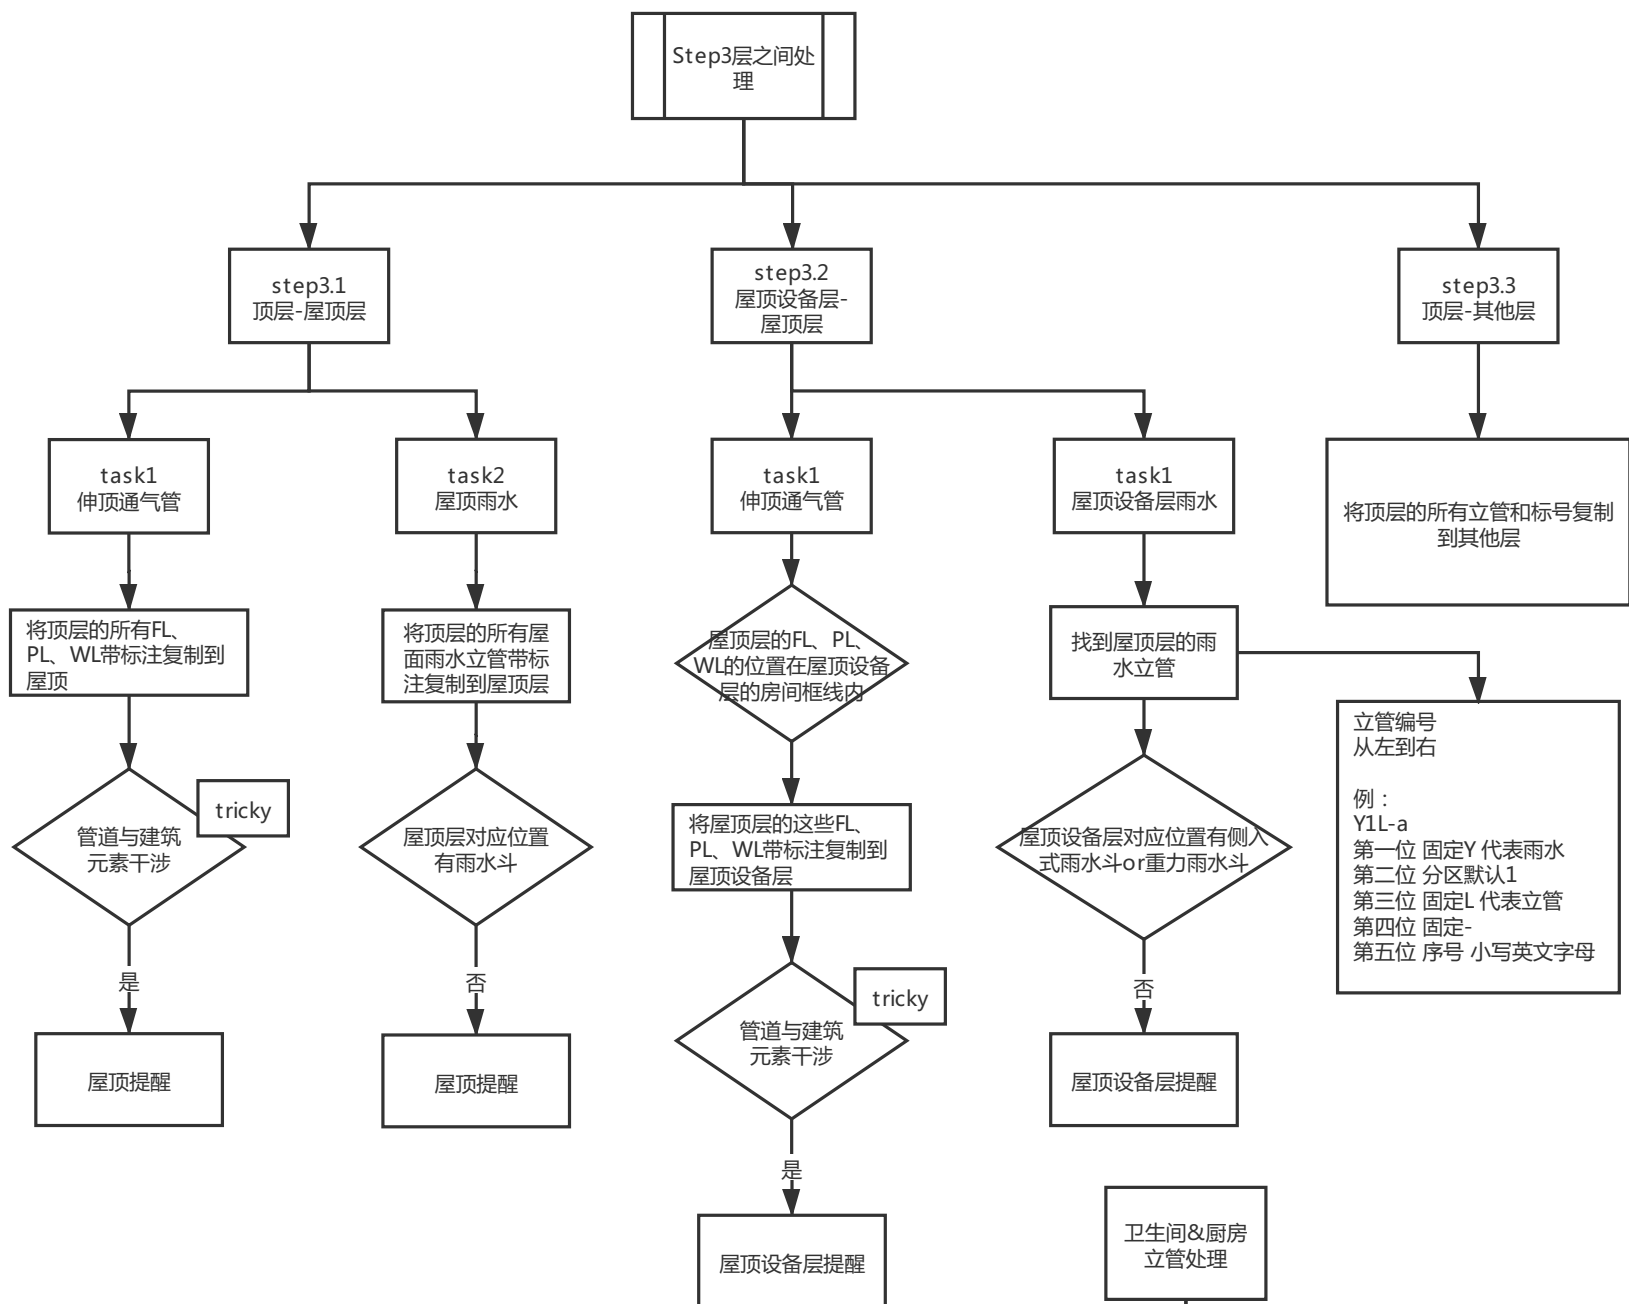 Step3层之间处
理
step3.1
顶层-屋顶层
step3.2
屋顶设备层-
屋顶层
step3.3
顶层-其他层
task1
伸顶通气管
task2
屋顶雨水
task1
伸顶通气管
task1
屋顶设备层雨水
将顶层的所有立管和标号复制
到其他层
将顶层的所有FL、
PL、WL带标注复制到
屋顶
将顶层的所有屋
面雨水立管带标
注复制到屋顶层
屋顶层的FL、PL、
WL的位置在屋顶设备
层的房间框线内
找到屋顶层的雨
水立管
立管编号
从左到右
例：
Y1L-a
第一位 固定Y 代表雨水
第二位 分区默认1
第三位 固定L 代表立管
第四位 固定-
第五位 序号 小写英文字母
tricky
管道与建筑
元素干涉
屋顶层对应位置
有雨水斗
将屋顶层的这些FL、
PL、WL带标注复制到
屋顶设备层
屋顶设备层对应位置有侧入
式雨水斗or重力雨水斗
是
否
tricky
管道与建筑
元素干涉
否
屋顶提醒
屋顶提醒
屋顶设备层提醒
是
屋顶设备层提醒
卫生间&厨房
立管处理